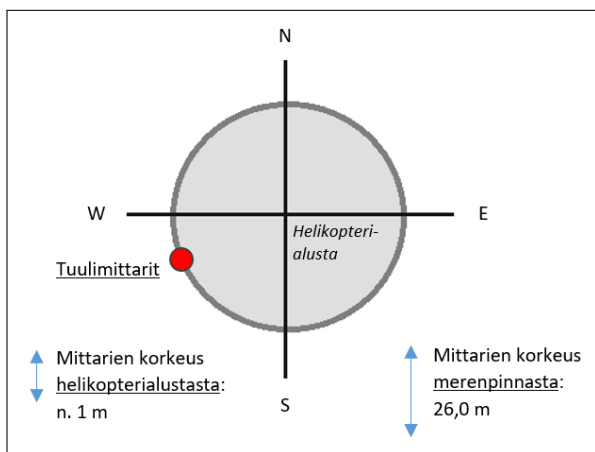 N
W
E
Helikopteri-
alusta
Tuulimittarit
Mittarien korkeus
helikopterialustasta:
n. 1 m
Mittarien korkeus
merenpinnasta:
26,0 m
S